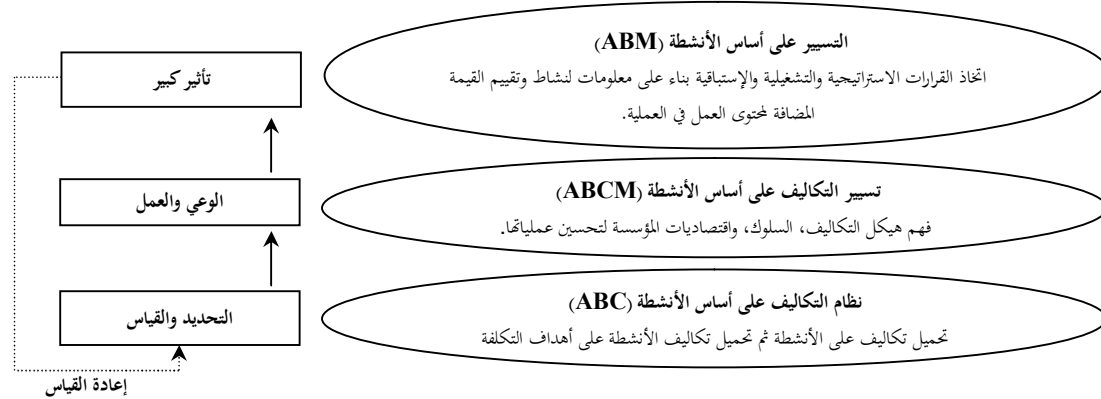 التسيير على أساس الأنشطة (ABM)
اتخاذ القرارات الاستراتيجية والتشغيلية والإستباقية بناء على معلومات لنشاط وتقييم القيمة
المضافة لمحتوى العمل في العملية.
تأثير كبير
تسيير التكاليف على أساس الأنشطة (ABCM)
فهم هيكل التكاليف، السلوك، واقتصاديات المؤسسة لتحسين عملياتها.
الوعي والعمل
نظام التكاليف على أساس الأنشطة (ABC)
تحميل تكاليف على الأنشطة ثم تحميل تكاليف الأنشطة على أهداف التكلفة
التحديد والقياس
إعادة القياس